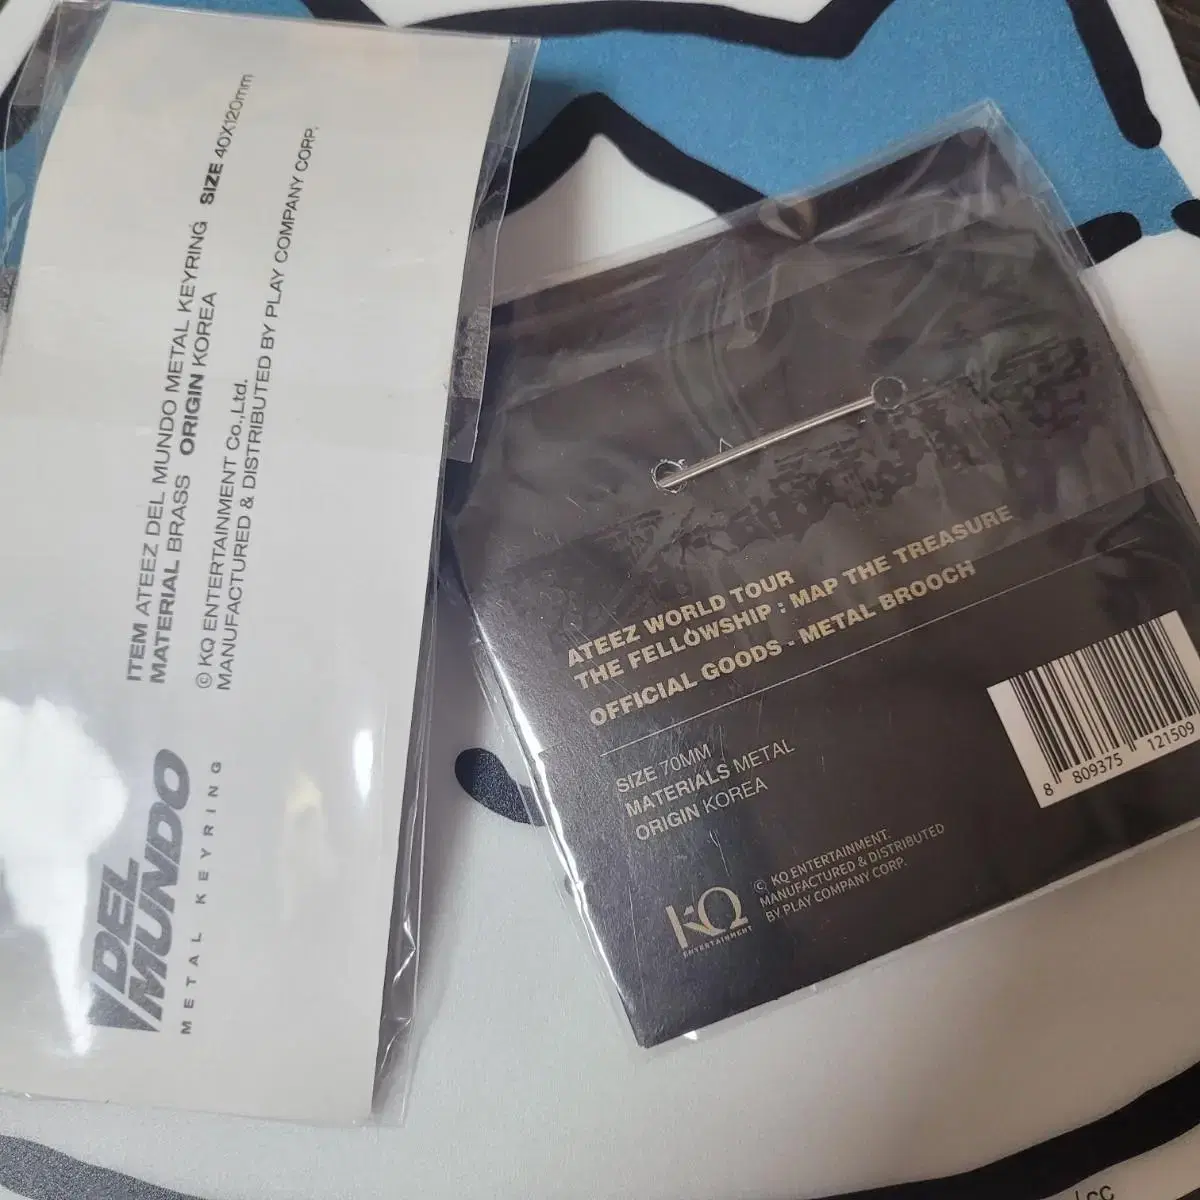 ITEM ATEEZ DEL MUNDO METAL KEYRING SIZE 40X120mm
MATERIAL BRASS ORIGIN KOREA
© KQ ENTERTAINMENT Co.,Ltd.
MANUFACTURED & DISTRIBUTED BY PLAY COMPANY CORP.
DEL
MUNDO
METAL KEYRING
ATEEZ WORLD TOUR
THE FELLOWSHIP : MAP THE TREASURE
OFFICIAL GOODS - METAL BROOCH
SIZE 70MM
MATERIALS METAL
ORIGIN KOREA
KQ
ENTERTAINMENT
© KQ ENTERTAINMENT.
MANUFACTURED & DISTRIBUTED
BY PLAY COMPANY CORP.
8 809375 121509